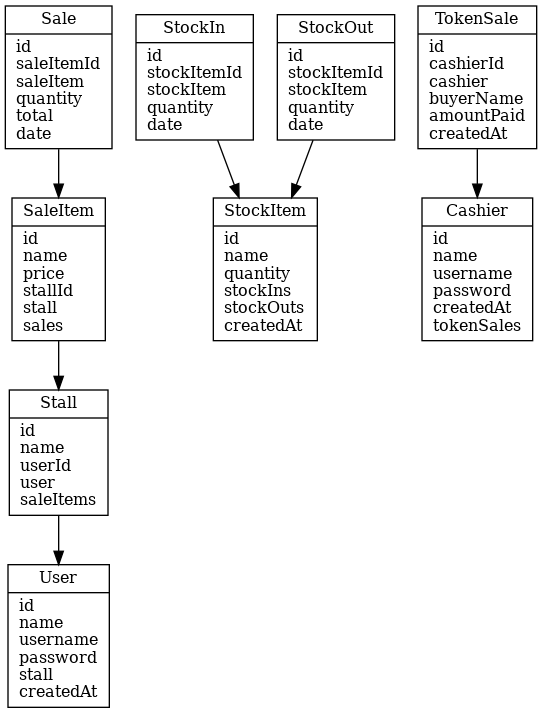 Sale
id
saleItemId
saleItem
quantity
total
date
StockIn
id
stockItemId
stockItem
quantity
date
StockOut
id
stockItemId
stockItem
quantity
date
TokenSale
id
cashierId
cashier
buyerName
amountPaid
createdAt
SaleItem
id
name
price
stallId
stall
sales
StockItem
id
name
quantity
stockIns
stockOuts
createdAt
Cashier
id
name
username
password
createdAt
tokenSales
Stall
id
name
userId
user
saleItems
User
id
name
username
password
stall
createdAt